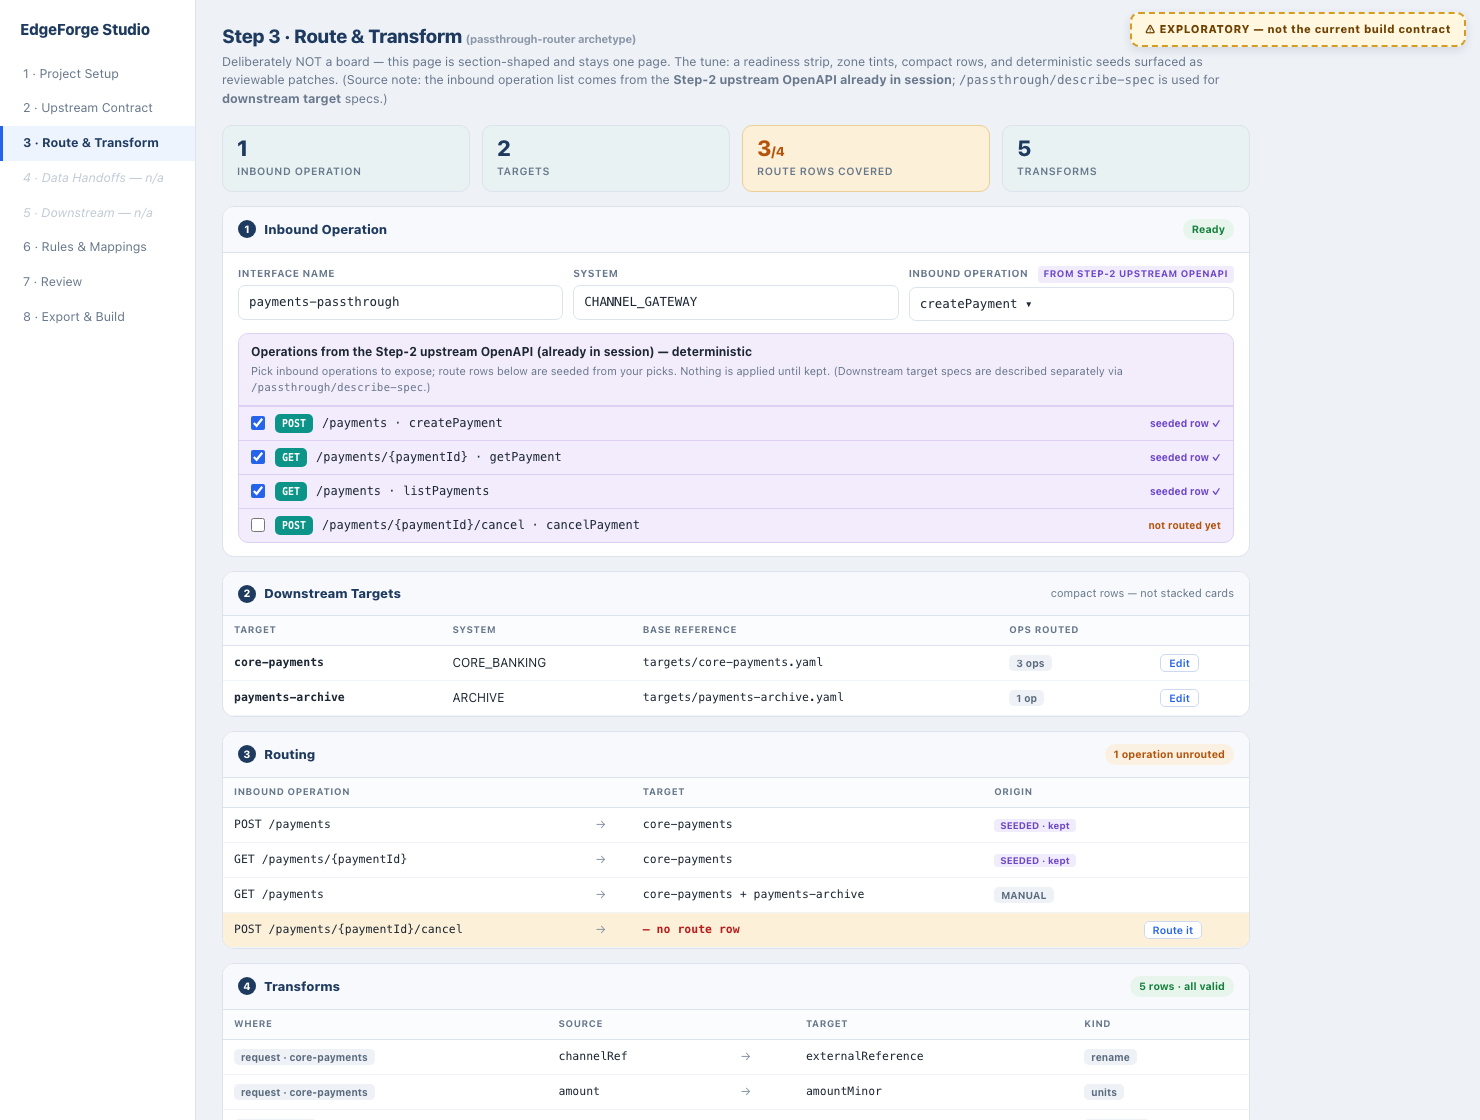 EdgeForge Studio
1 · Project Setup
2 · Upstream Contract
3 · Route & Transform
4 · Data Handoffs — n/a
5 · Downstream — n/a
6 · Rules & Mappings
7 · Review
8 · Export & Build
⚠ EXPLORATORY — not the current build contract
Step 3 · Route & Transform (passthrough-router archetype)
Deliberately NOT a board — this page is section-shaped and stays one page. The tune: a readiness strip, zone tints, compact rows, and deterministic seeds surfaced as
reviewable patches. (Source note: the inbound operation list comes from the Step-2 upstream OpenAPI already in session; /passthrough/describe-spec is used for
downstream target specs.)
1
INBOUND OPERATION
2
TARGETS
3/4
ROUTE ROWS COVERED
5
TRANSFORMS
1 Inbound Operation
Ready
INTERFACE NAME
SYSTEM
INBOUND OPERATION FROM STEP-2 UPSTREAM OPENAPI
payments-passthrough
CHANNEL_GATEWAY
createPayment ▾
Operations from the Step-2 upstream OpenAPI (already in session) — deterministic
Pick inbound operations to expose; route rows below are seeded from your picks. Nothing is applied until kept. (Downstream target specs are described separately via
/passthrough/describe-spec.)
POST /payments · createPayment seeded row ✓
GET /payments/{paymentId} · getPayment seeded row ✓
GET /payments · listPayments seeded row ✓
POST /payments/{paymentId}/cancel · cancelPayment not routed yet
2 Downstream Targets
compact rows — not stacked cards
TARGET SYSTEM BASE REFERENCE OPS ROUTED
core-payments CORE_BANKING targets/core-payments.yaml 3 ops Edit
payments-archive ARCHIVE targets/payments-archive.yaml 1 op Edit
3 Routing
1 operation unrouted
INBOUND OPERATION TARGET ORIGIN
POST /payments → core-payments SEEDED · kept
GET /payments/{paymentId} → core-payments SEEDED · kept
GET /payments → core-payments + payments-archive MANUAL
POST /payments/{paymentId}/cancel → — no route row Route it
4 Transforms
5 rows · all valid
WHERE SOURCE TARGET KIND
request · core-payments channelRef → externalReference rename
request · core-payments amount → amountMinor units